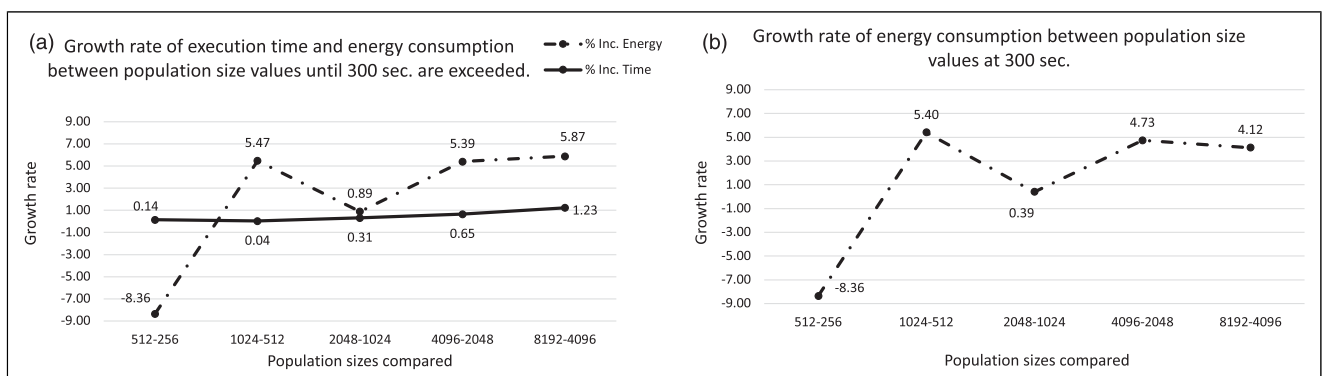 (a) Growth rate of execution time and energy consumption
between population size values until 300 sec. are exceeded.
% Inc. Energy
% Inc. Time
9.00
7.00
5.00
3.00
1.00
-1.00
-3.00
-5.00
-7.00
-9.00
Growth rate
0.14
-8.36
5.47
0.04
0.89
0.31
5.39
0.65
5.87
1.23
512-256 1024-512 2048-1024 4096-2048 8192-4096
Population sizes compared
(b) Growth rate of energy consumption between population size
values at 300 sec.
9.00
7.00
5.00
3.00
1.00
-1.00
-3.00
-5.00
-7.00
-9.00
Growth rate
-8.36
5.40
0.39
4.73
4.12
512-256 1024-512 2048-1024 4096-2048 8192-4096
Population sizes compared